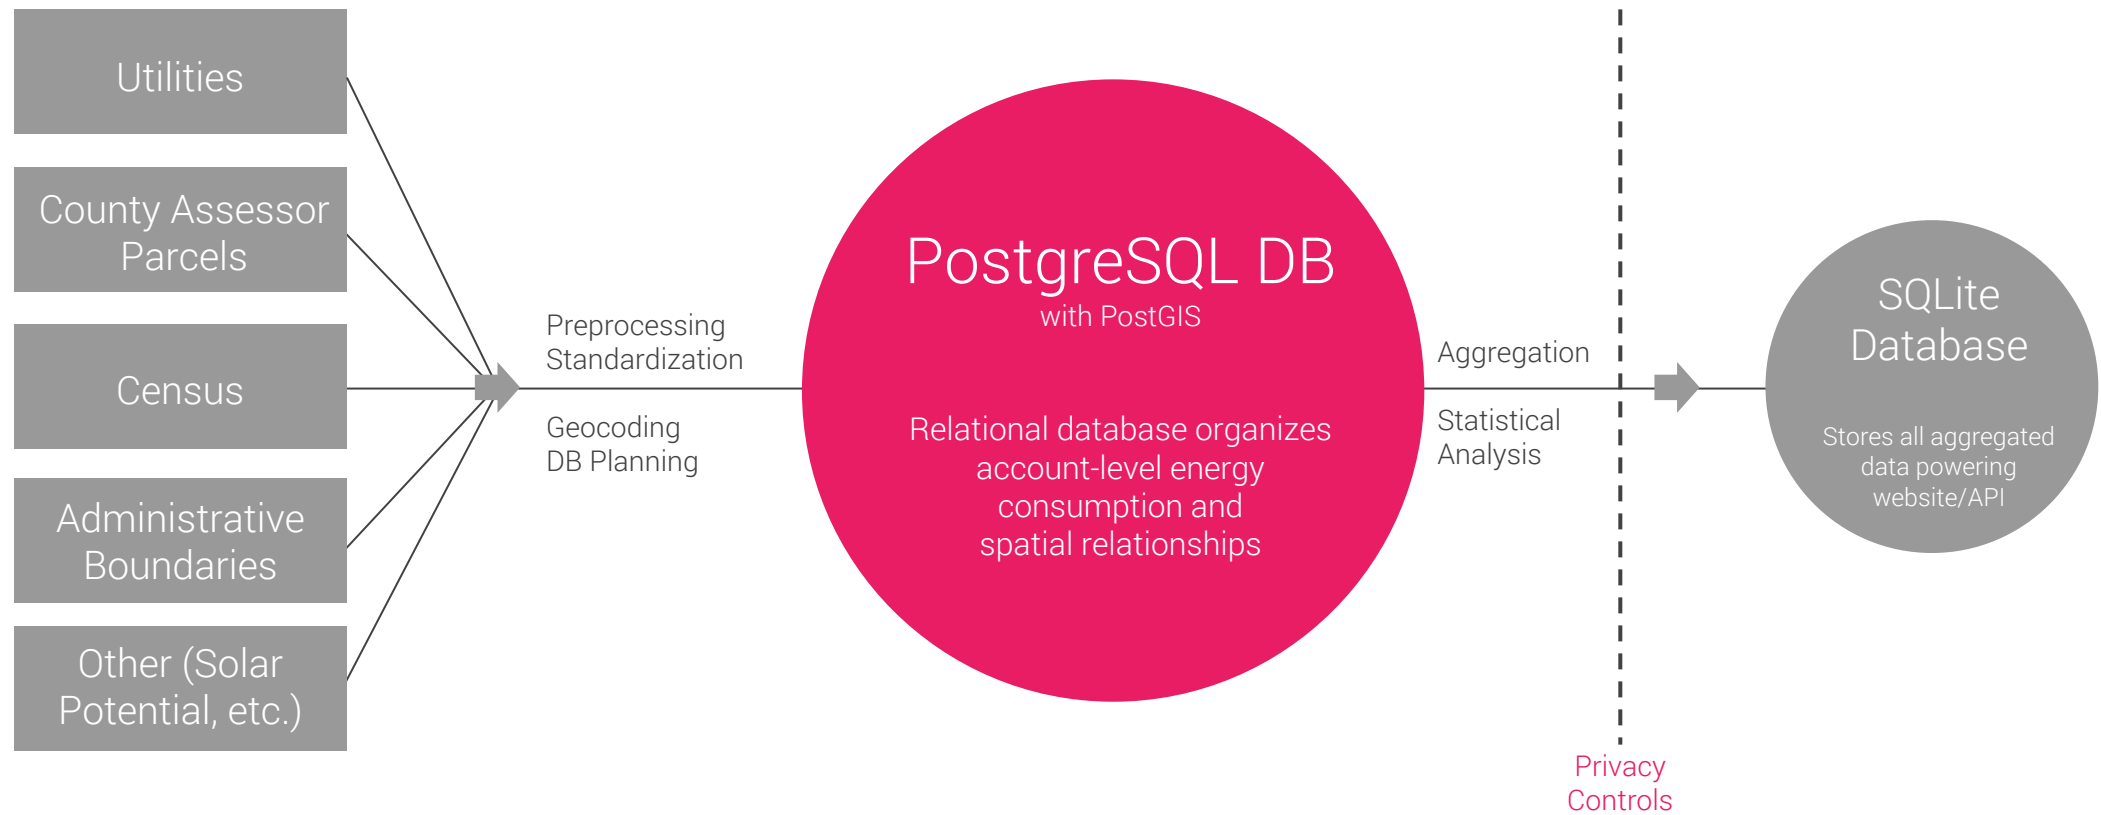 Utilities
County Assessor
Parcels
Census
Administrative
Boundaries
Other (Solar
Potential, etc.)
Preprocessing
Standardization
Geocoding
DB Planning
PostgreSQL DB
with PostGIS
Relational database organizes
account-level energy
consumption and
spatial relationships
Aggregation
Statistical
Analysis
Privacy
Controls
SQLite
Database
Stores all aggregated
data powering
website/API